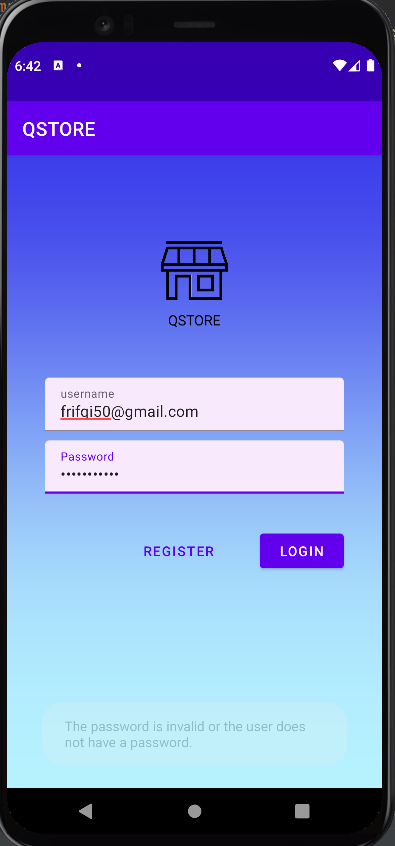 6:42
QSTORE
QSTORE
username
frifqi50@gmail.com
Password
•••••••••••
REGISTER
LOGIN
The password is invalid or the user does
not have a password.